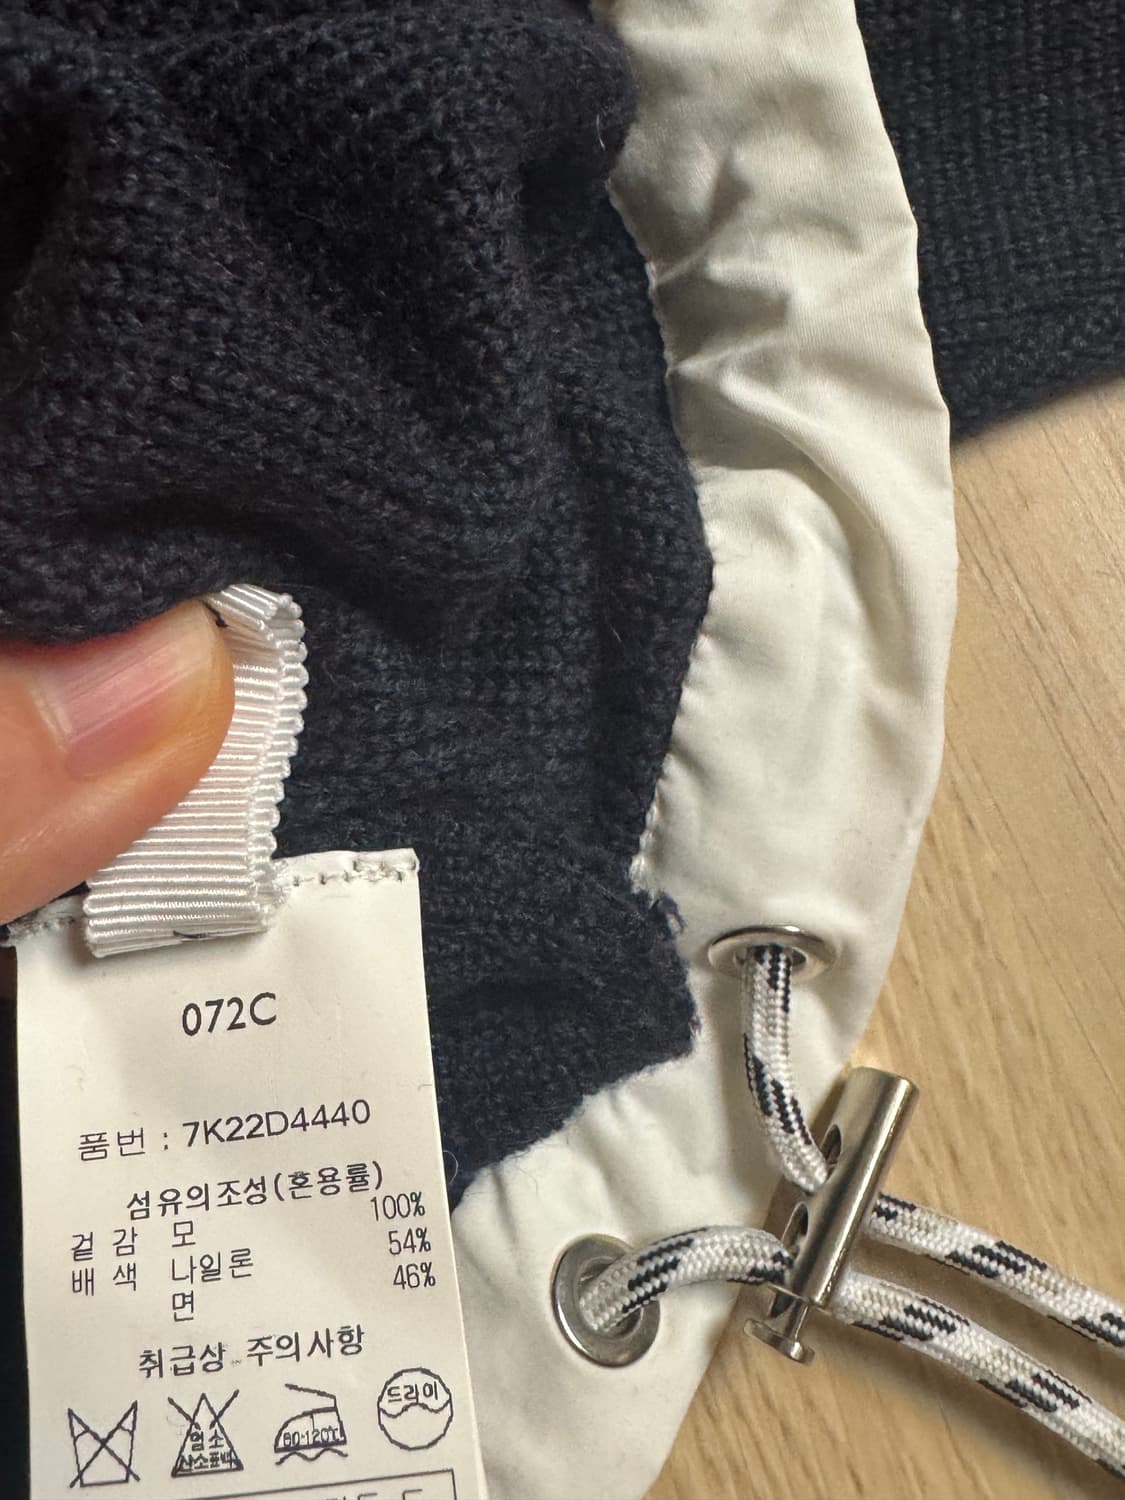 072C
품번 : 7K22D4440
섬유의조성(혼용률)
겉 감 모 100%
배 색 나일론 54%
면 46%
취급상 주의사항
염소
산소표백
80-120℃
드라이